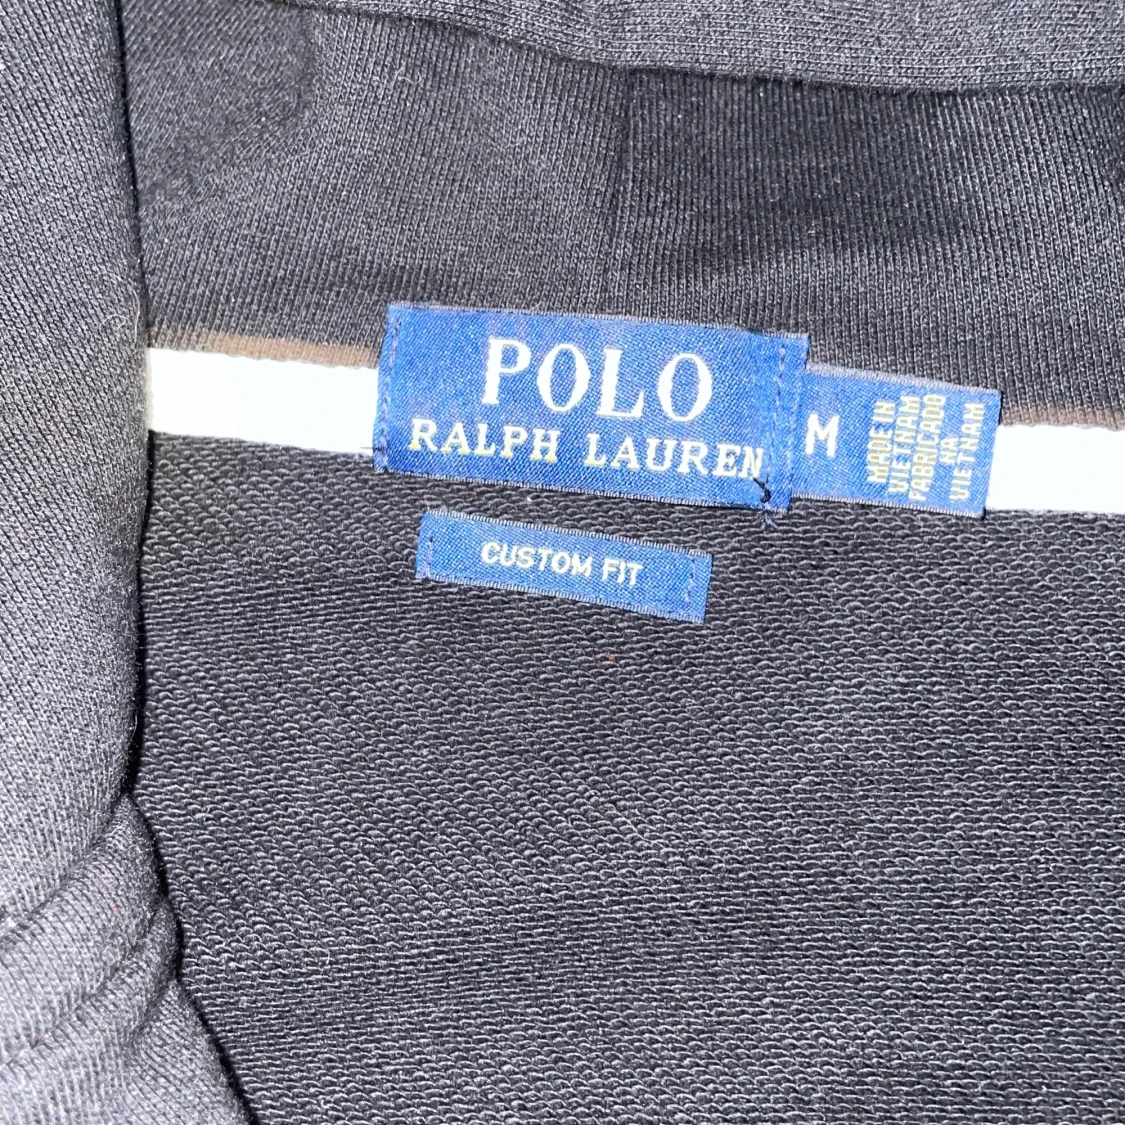 POLO
RALPH LAUREN
M
MADE IN
VIETNAM
FABRICADO
NA
VIETNAM
CUSTOM FIT